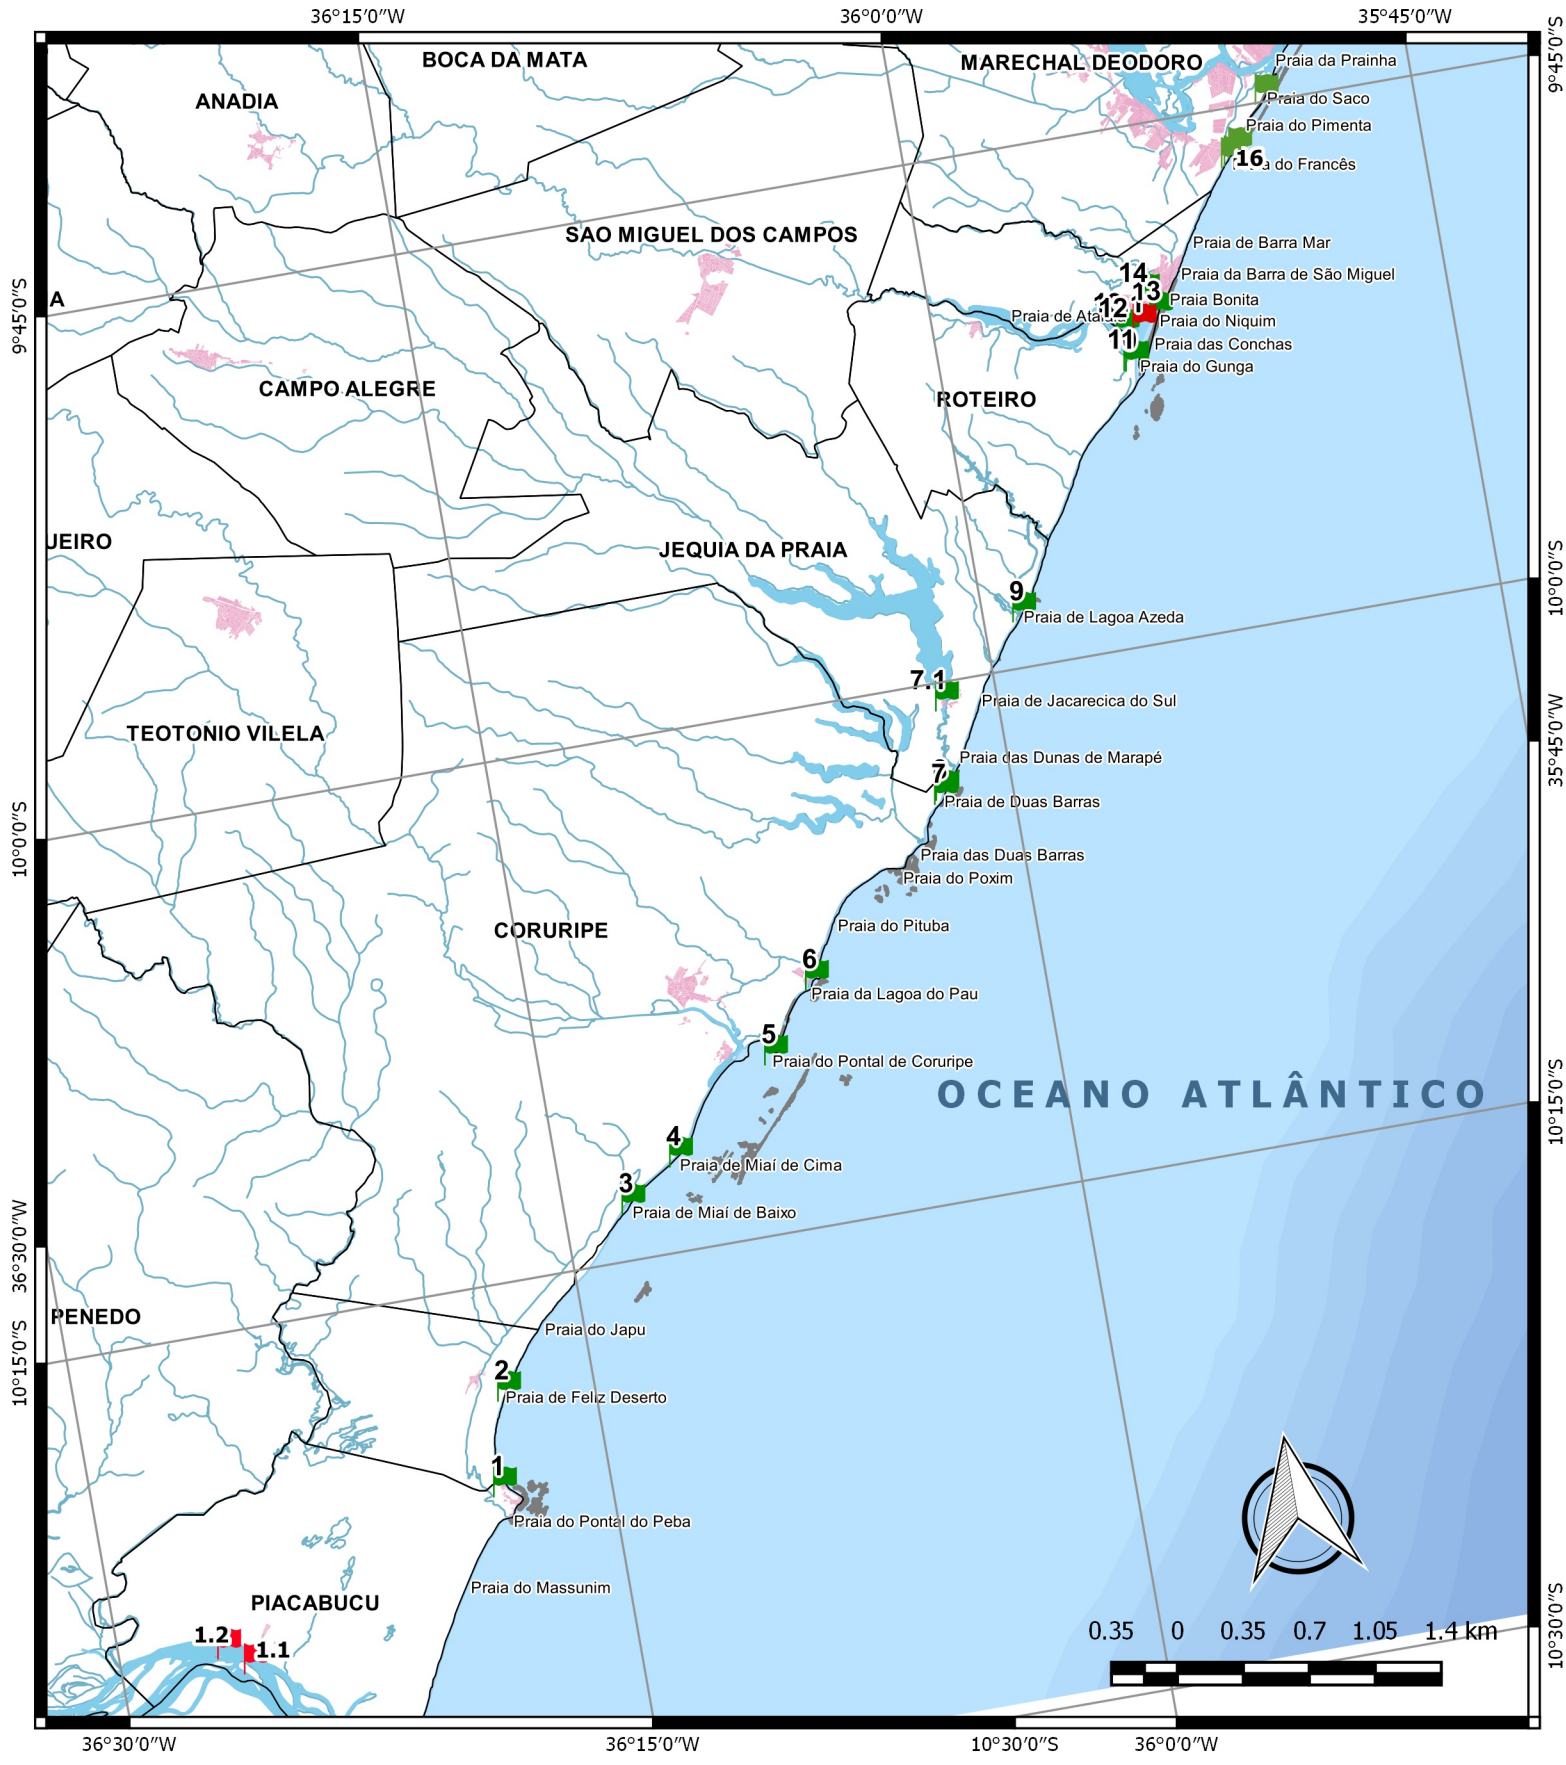 36°15'0"W
36°0'0"W
35°45'0"W
9°45'0"S
BOCA DA MATA
MARECHAL DEODORO
Praia da Prainha
ANADIA
Praia do Saco
Praia do Pimenta
16
do Francês
SAO MIGUEL DOS CAMPOS
Praia de Barra Mar
14
Praia da Barra de São Miguel
A
13
Praia Bonita
12
Praia de
Praia do Niquim
9°45'0"S
11
Praia das Conchas
Praia do Gunga
CAMPO ALEGRE
ROTEIRO
UEIRO
JEQUIA DA PRAIA
10°0'0"S
9
Praia de Lagoa Azeda
7.1
Praia de Jacarecica do Sul
TEOTONIO VILELA
35°45'0"W
Praia das Dunas de Marapé
7
Praia de Duas Barras
10°0'0"S
Praia das Duas Barras
Praia do Poxim
Praia do Pituba
CORURIPE
6
Praia da Lagoa do Pau
5
Praia do Pontal de Coruripe
OCEANO ATLÂNTICO
10°15'0"S
4
Praia de Miaí de Cima
3
Praia de Miaí de Baixo
36°30'0"W
PENEDO
Praia do Japu
10°15'0"S
2
Praia de Feliz Deserto
1
Praia do Pontal do Peba
Praia do Massunim
PIACABUCU
1.2
1.1
0.35 0 0.35 0.7 1.05 1.4 km
10°30'0"S
36°30'0"W
36°15'0"W
10°30'0"S
36°0'0"W